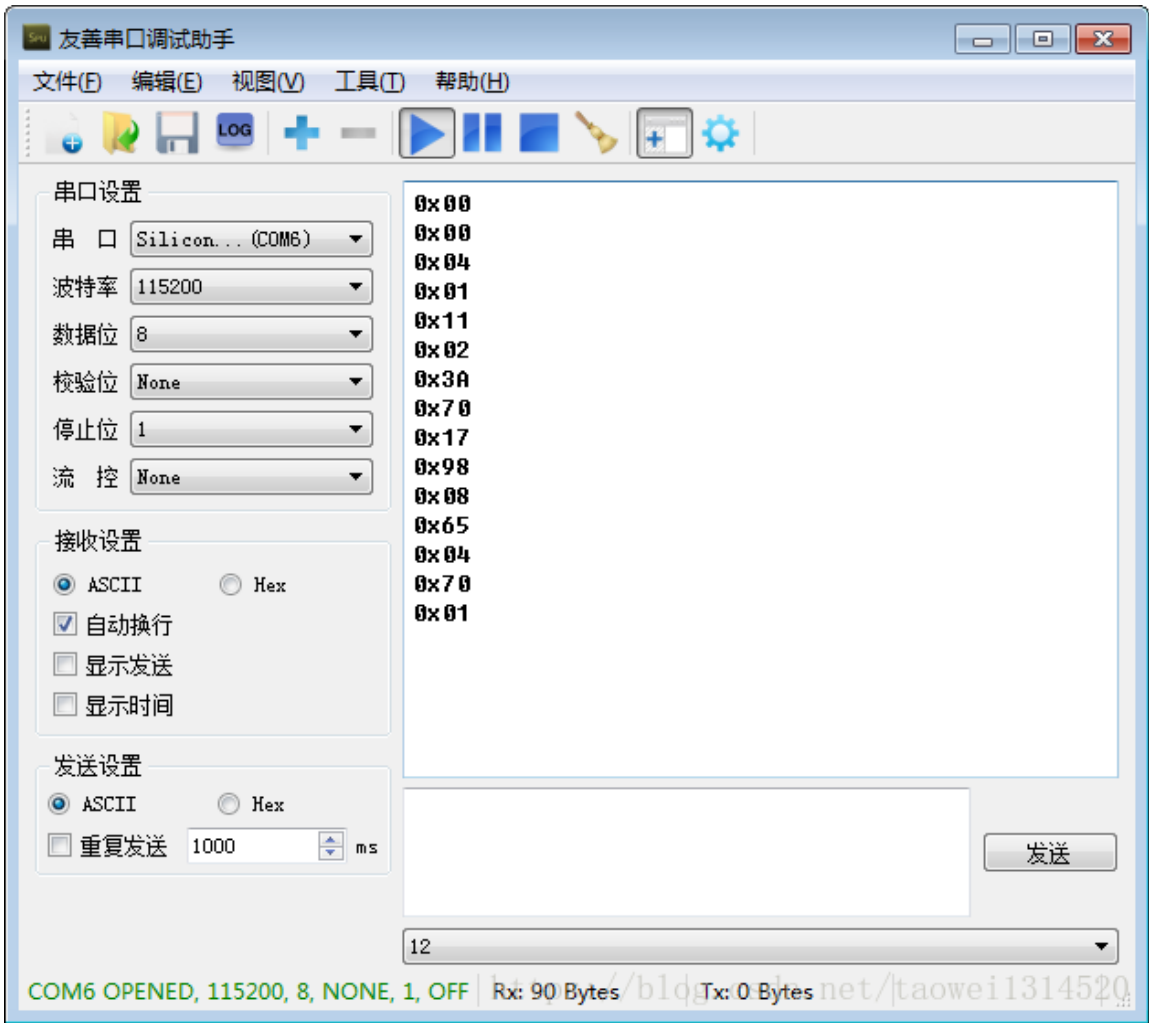 友善串口调试助手
文件(F) 编辑(E) 视图(V) 工具(T) 帮助(H)
LOG
串口设置
串 口 Silicon...(COM6)
波特率 115200
数据位 8
校验位 None
停止位 1
流 控 None
接收设置
ASCII Hex
自动换行
显示发送
显示时间
发送设置
ASCII Hex
重复发送 1000 ms
0x00
0x00
0x04
0x01
0x11
0x02
0x3A
0x70
0x17
0x98
0x08
0x65
0x04
0x70
0x01
发送
12
COM6 OPENED, 115200, 8, NONE, 1, OFF Rx: 90 Bytes Tx: 0 Bytes